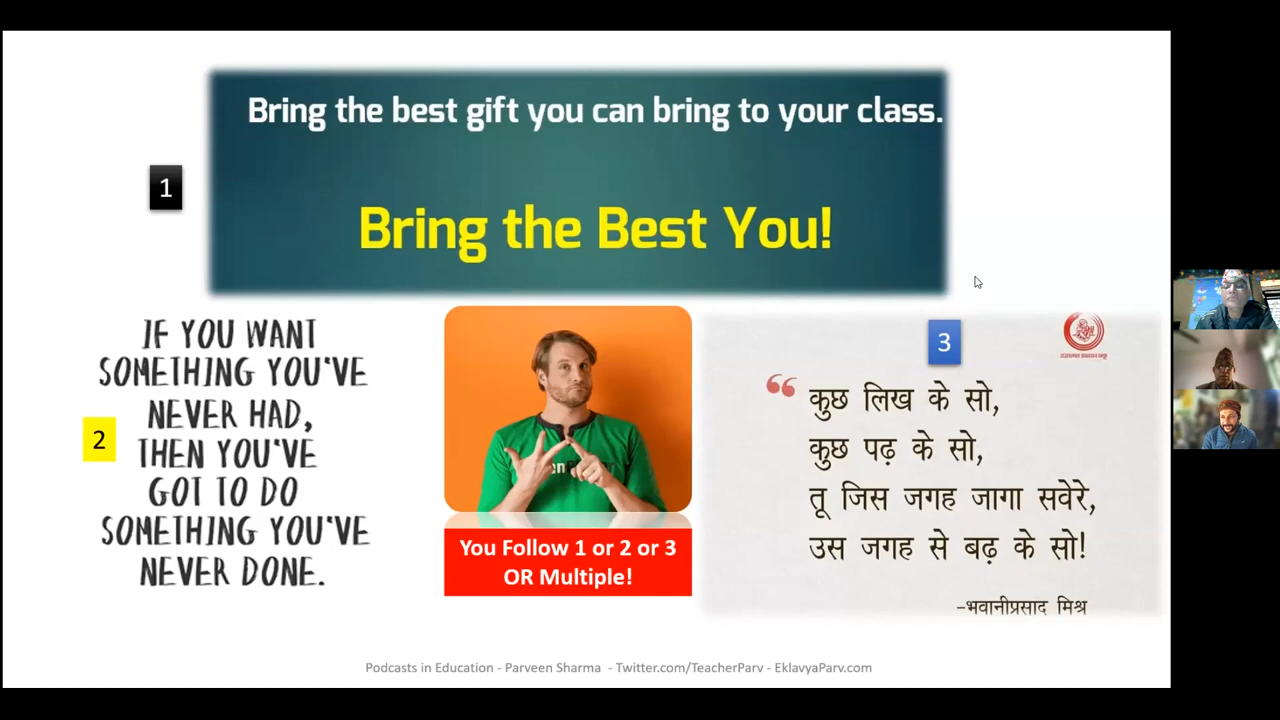 Bring the best gift you can bring to your class.
1
Bring the Best You!
IF YOU WANT
SOMETHING YOU'VE
NEVER HAD,
2
THEN YOU'VE
GOT TO DO
SOMETHING YOU'VE
NEVER DONE.
You Follow 1 or 2 or 3
OR Multiple!
3
कुछ लिख के सो,
कुछ पढ़ के सो,
तू जिस जगह जागा सवेरे,
उस जगह से बढ़ के सो!
-भवानीप्रसाद मिश्र
Podcasts in Education - Parveen Sharma - Twitter.com/TeacherParv - EklavyaParv.com